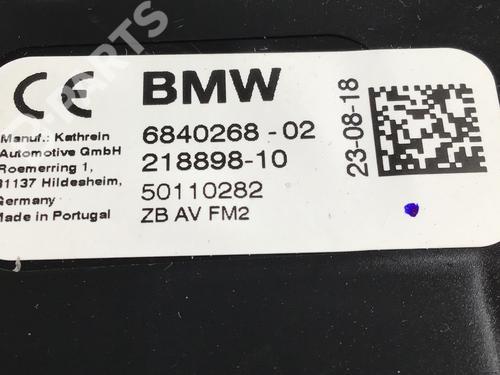 CE
BMW
Manuf.: Kathrein
Automotive GmbH
Roemerring 1,
31137 Hildesheim,
Germany
Made in Portugal
6840268 - 02
218898-10
50110282
ZB AV FM2
23-08-18
PARTS